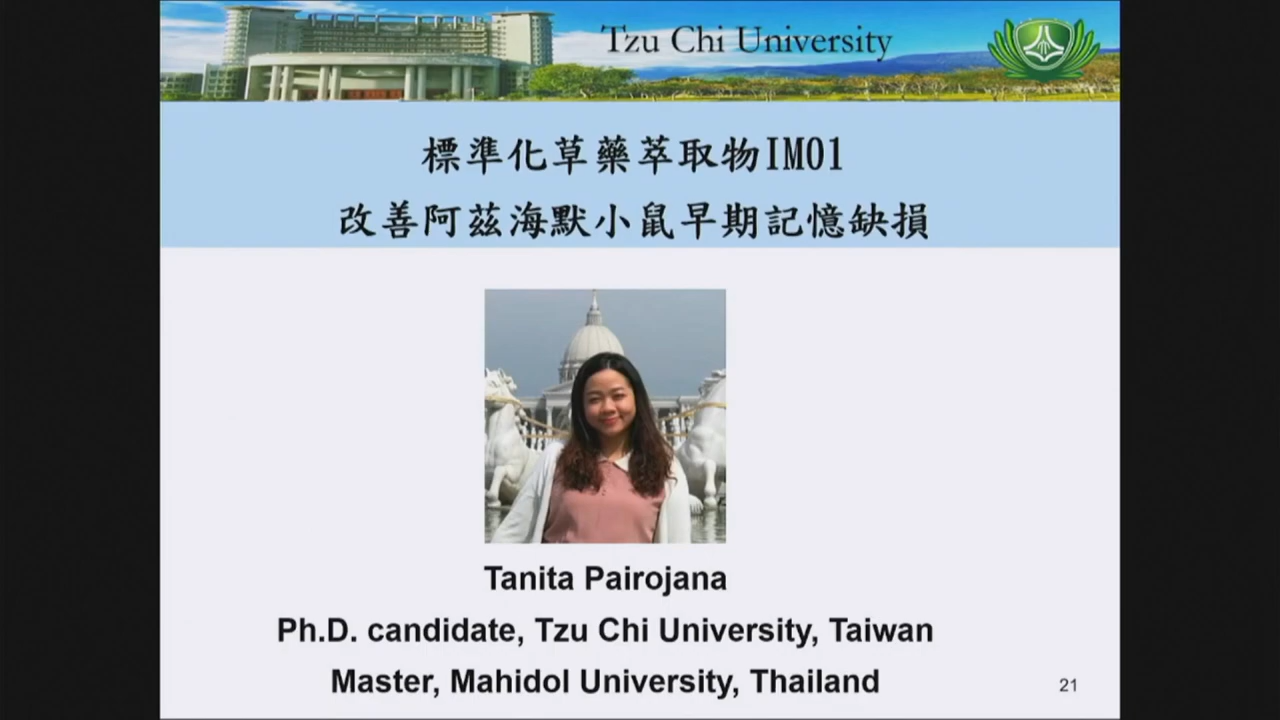 Tzu Chi University
標準化草藥萃取物IM01
改善阿茲海默小鼠早期記憶缺損
Tanita Pairojana
Ph.D. candidate, Tzu Chi University, Taiwan
Master, Mahidol University, Thailand
21